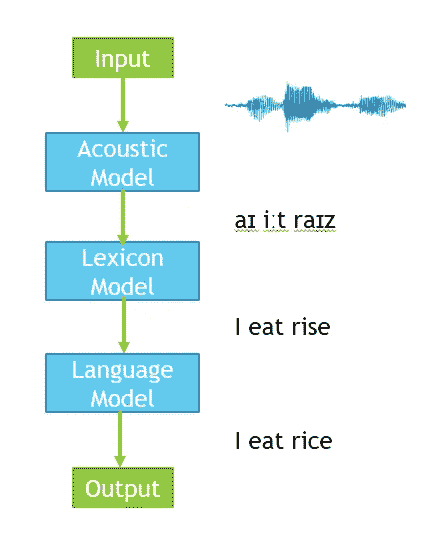 Input
Acoustic
Model
aɪ iːt raɪz
Lexicon
Model
I eat rise
Language
Model
I eat rice
Output